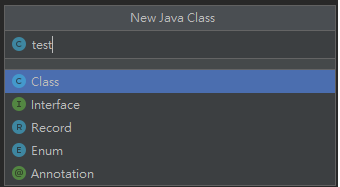 New Java Class
C test
C Class
I Interface
R Record
E Enum
@ Annotation